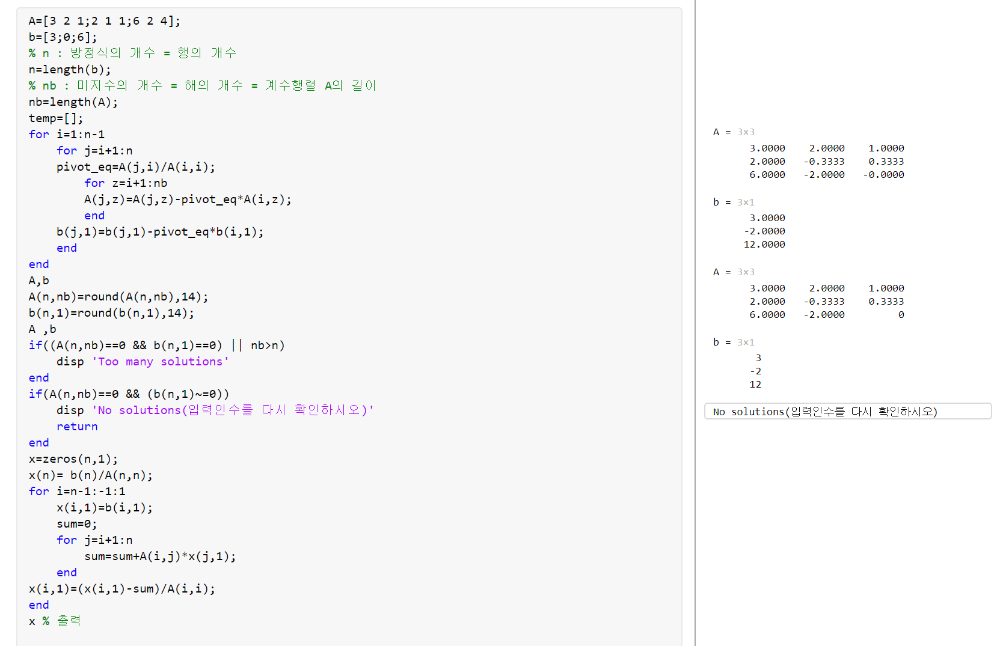 A=[3 2 1;2 1 1;6 2 4];
b=[3;0;6];
% n : 방정식의 개수 = 행의 개수
n=length(b);
% nb : 미지수의 개수 = 해의 개수 = 계수행렬 A의 길이
nb=length(A);
temp=[];
for i=1:n-1
    for j=i+1:n
    pivot_eq=A(j,i)/A(i,i);
        for z=i+1:nb
        A(j,z)=A(j,z)-pivot_eq*A(i,z);
        end
    b(j,1)=b(j,1)-pivot_eq*b(i,1);
    end
end
A,b
A(n,nb)=round(A(n,nb),14);
b(n,1)=round(b(n,1),14);
A ,b
if((A(n,nb)==0 && b(n,1)==0) || nb>n)
    disp 'Too many solutions'
end
if(A(n,nb)==0 && (b(n,1)~=0))
    disp 'No solutions(입력인수를 다시 확인하시오)'
    return
end
x=zeros(n,1);
x(n)= b(n)/A(n,n);
for i=n-1:-1:1
    x(i,1)=b(i,1);
    sum=0;
    for j=i+1:n
        sum=sum+A(i,j)*x(j,1);
    end
x(i,1)=(x(i,1)-sum)/A(i,i);
end
x % 출력
A = 3×3
3.0000 2.0000 1.0000
2.0000 -0.3333 0.3333
6.0000 -2.0000 -0.0000
b = 3×1
3.0000
-2.0000
12.0000
A = 3×3
3.0000 2.0000 1.0000
2.0000 -0.3333 0.3333
6.0000 -2.0000 0
b = 3×1
3
-2
12
No solutions(입력인수를 다시 확인하시오)